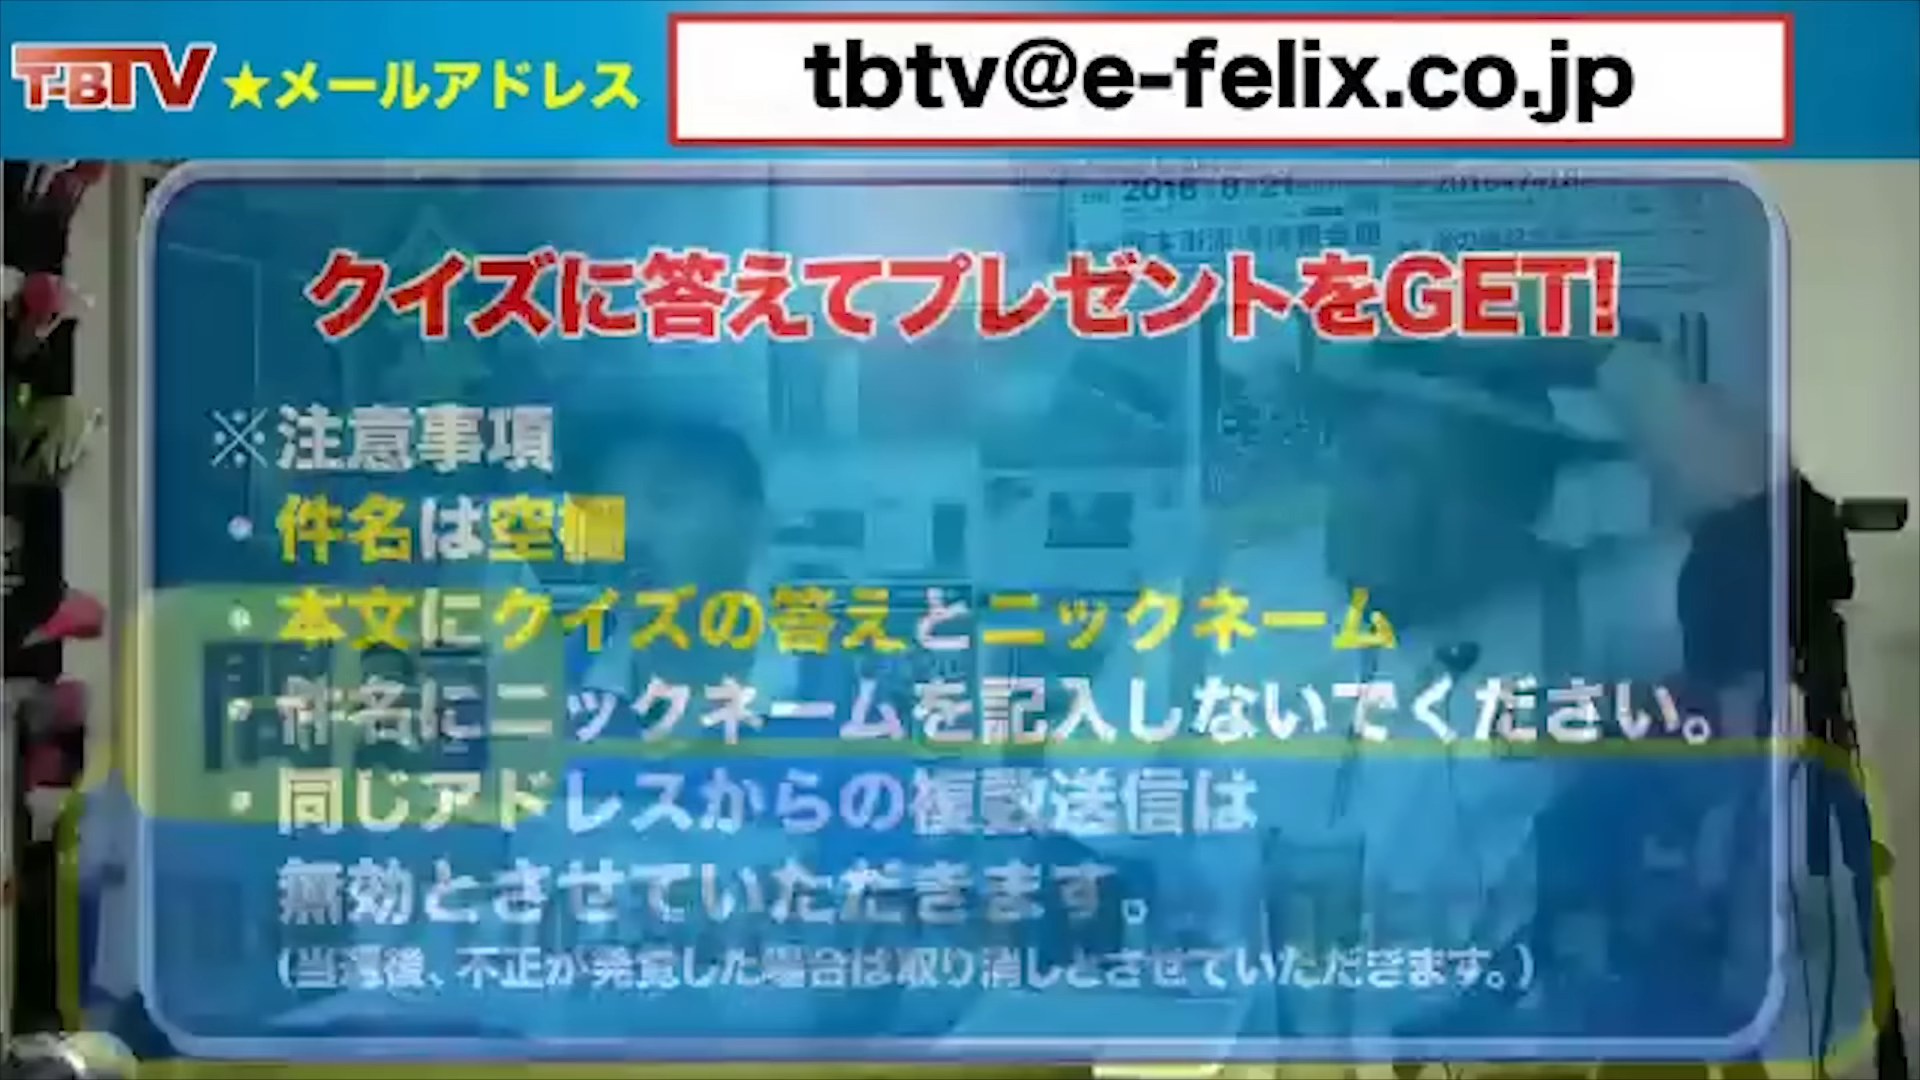 T-BTV ★メールアドレス tbtv@e-felix.co.jp
クイズに答えてプレゼントをGET!
※注意事項
・件名は空欄
・本文にクイズの答えとニックネーム
・件名にニックネームを記入しないでください。
・同じアドレスからの複数送信は
無効とさせていただきます。
(当選後、不正が発覚した場合は取り消しとさせていただきます。)